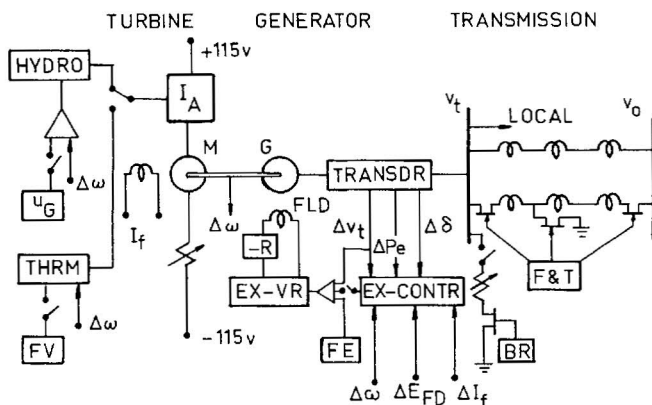 TURBINE GENERATOR TRANSMISSION
+115v
HYDRO
I_A
v_t
LOCAL
v_o
M
G
TRANSDR
Δω
u_G
I_f
Δω
FLD
Δv_t
ΔPe
Δδ
-R
THRM
EX-VR
EX-CONTR
F&T
Δω
FV
-115v
FE
BR
Δω
ΔE_FD
ΔI_f